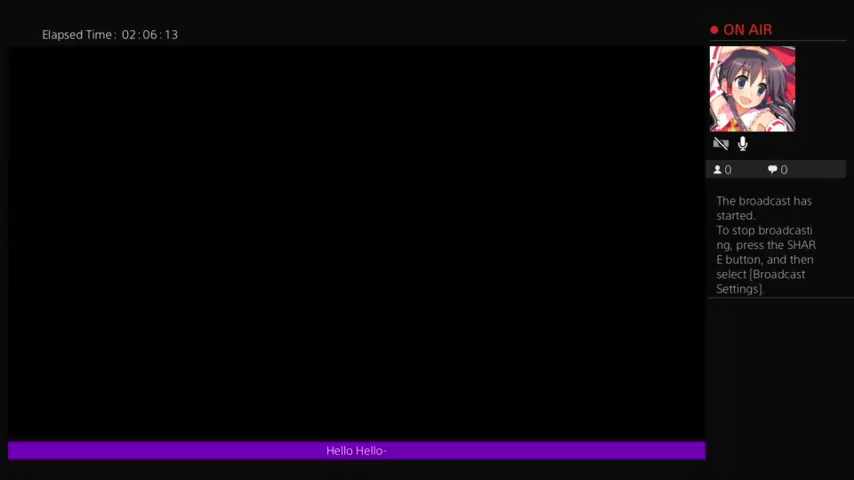 Elapsed Time: 02:06:13
ON AIR
0 0
The broadcast has
started.
To stop broadcasti
ng, press the SHAR
E button, and then
select [Broadcast
Settings].
Hello Hello-